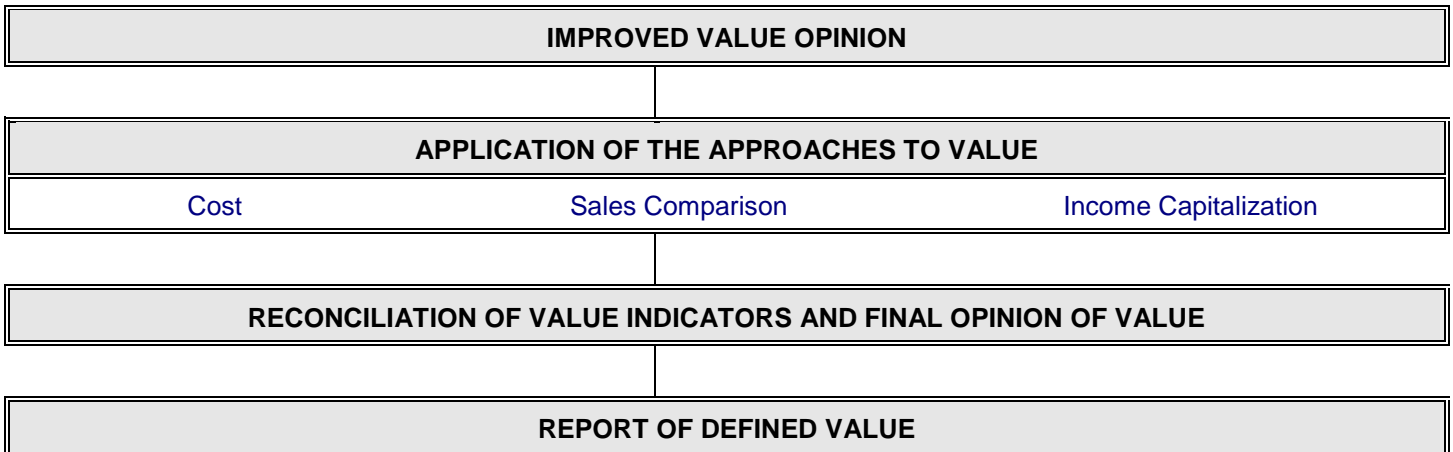 IMPROVED VALUE OPINION
APPLICATION OF THE APPROACHES TO VALUE
Cost Sales Comparison Income Capitalization
RECONCILIATION OF VALUE INDICATORS AND FINAL OPINION OF VALUE
REPORT OF DEFINED VALUE